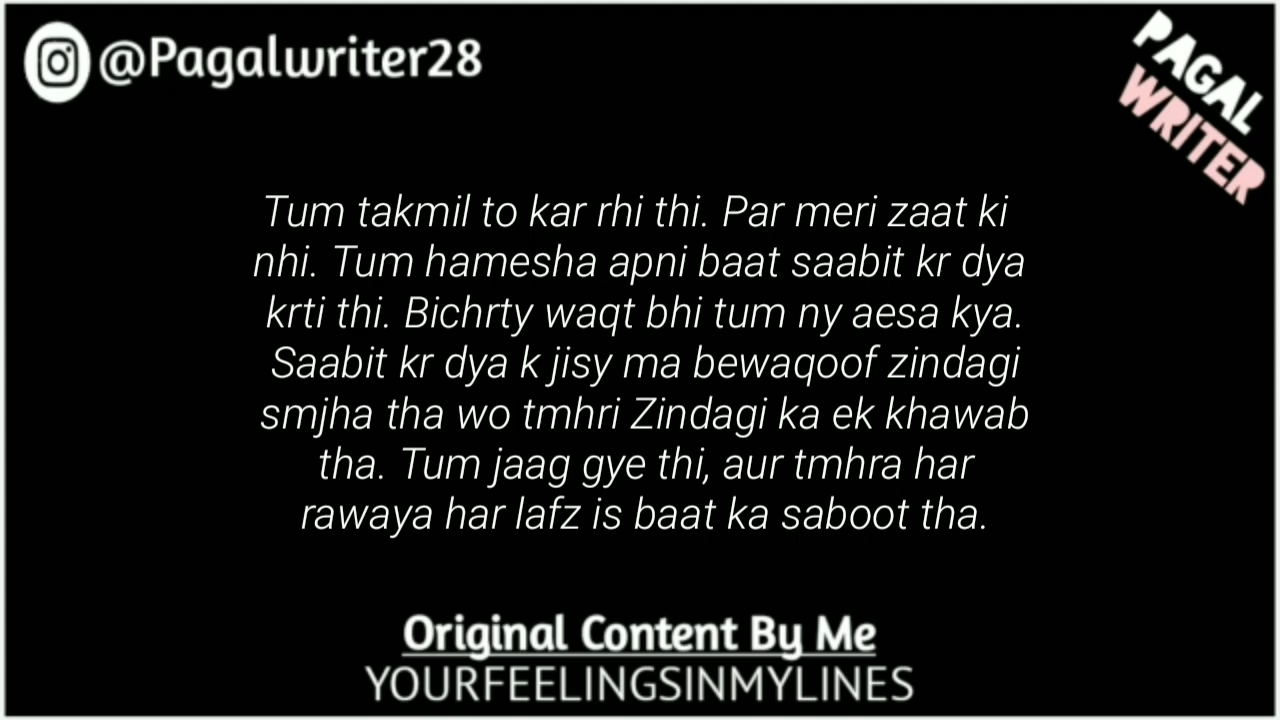 @Pagalwriter28
PAGAL
WRITER
Tum takmil to kar rhi thi. Par meri zaat ki
nhi. Tum hamesha apni baat saabit kr dya
krti thi. Bichrty waqt bhi tum ny aesa kya.
Saabit kr dya k jisy ma bewaqoof zindagi
smjha tha wo tmhri Zindagi ka ek khawab
tha. Tum jaag gye thi, aur tmhra har
rawaya har lafz is baat ka saboot tha.
Original Content By Me
YOURFEELINGSINMYLINES